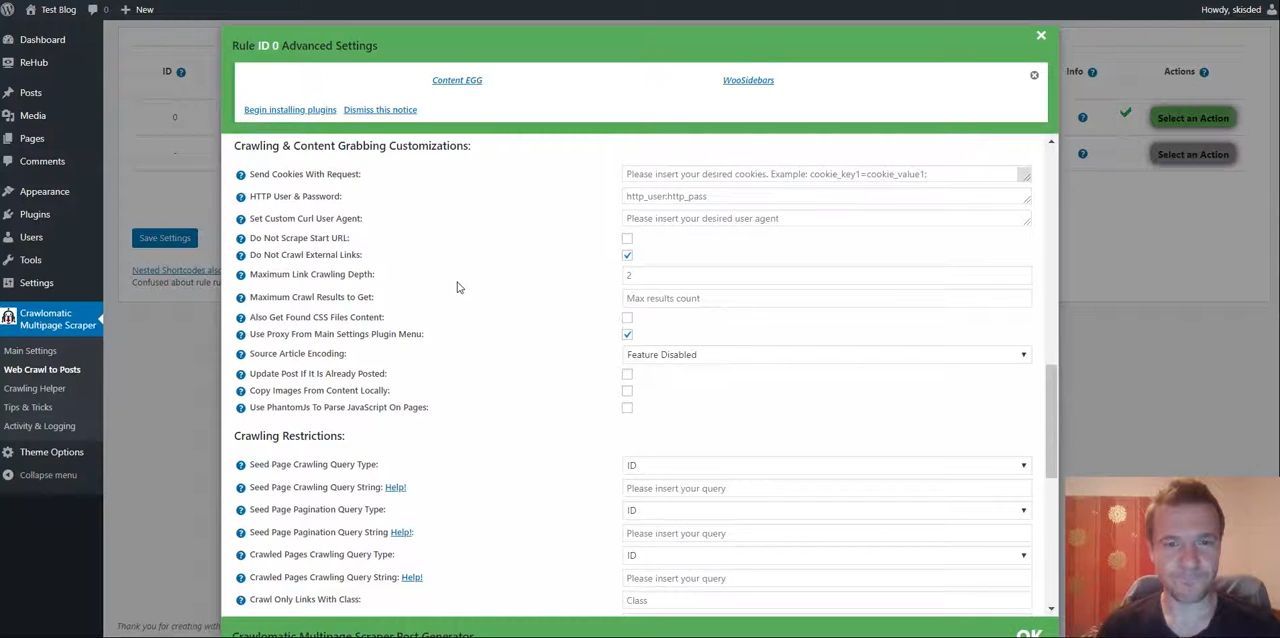 Test Blog 0 New Howdy, skisded
Dashboard
ReHub
Posts
Media
Pages
Comments
Appearance
Plugins
Users
Tools
Settings
Crawlomatic
Multipage Scraper
Main Settings
Web Crawl to Posts
Crawling Helper
Tips & Tricks
Activity & Logging
Theme Options
Collapse menu
ID
0
-
Save Settings
Nested Shortcodes also
Confused about rule ru
Thank you for creating with
Info Actions
Select an Action
Select an Action
Rule ID 0 Advanced Settings
Content EGG WooSidebars
Begin installing plugins Dismiss this notice
Crawling & Content Grabbing Customizations:
Send Cookies With Request: Please insert your desired cookies. Example: cookie_key1=cookie_value1;
HTTP User & Password: http_user:http_pass
Set Custom Curl User Agent: Please insert your desired user agent
Do Not Scrape Start URL:
Do Not Crawl External Links:
Maximum Link Crawling Depth: 2
Maximum Crawl Results to Get: Max results count
Also Get Found CSS Files Content:
Use Proxy From Main Settings Plugin Menu:
Source Article Encoding: Feature Disabled
Update Post If It Is Already Posted:
Copy Images From Content Locally:
Use PhantomJs To Parse JavaScript On Pages:
Crawling Restrictions:
Seed Page Crawling Query Type: ID
Seed Page Crawling Query String: Help! Please insert your query
Seed Page Pagination Query Type: ID
Seed Page Pagination Query String Help!: Please insert your query
Crawled Pages Crawling Query Type: ID
Crawled Pages Crawling Query String: Help! Please insert your query
Crawl Only Links With Class: Class
Crawlomatic Multipage Scraper Post Generator OK